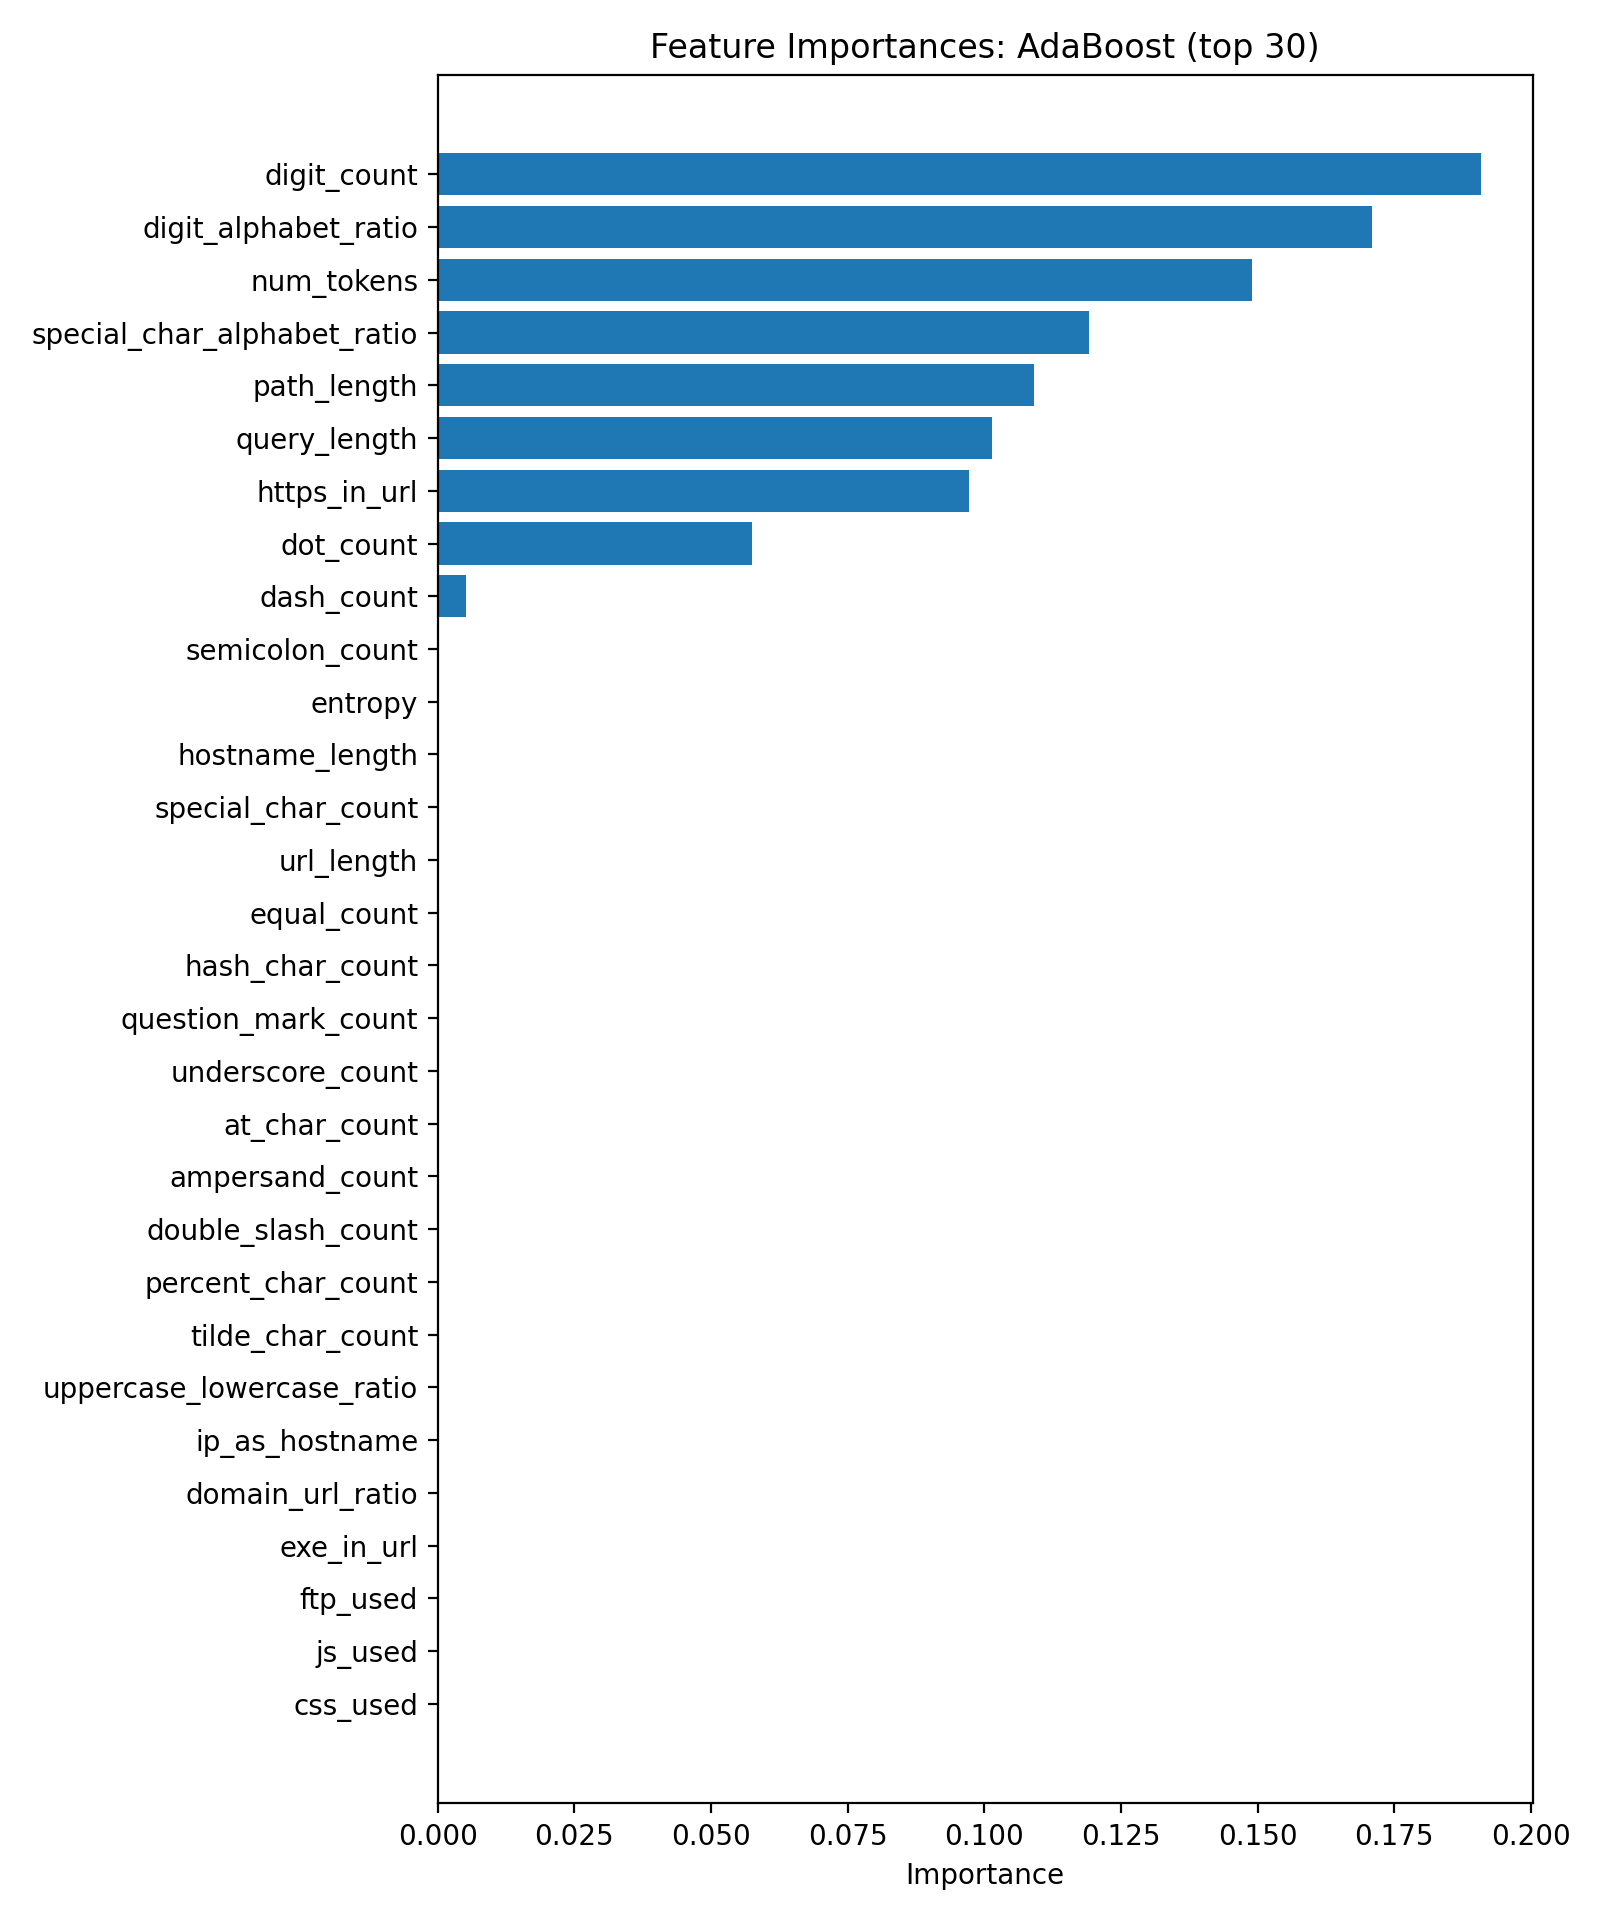 Feature Importances: AdaBoost (top 30)
digit_count
digit_alphabet_ratio
num_tokens
special_char_alphabet_ratio
path_length
query_length
https_in_url
dot_count
dash_count
semicolon_count
entropy
hostname_length
special_char_count
url_length
equal_count
hash_char_count
question_mark_count
underscore_count
at_char_count
ampersand_count
double_slash_count
percent_char_count
tilde_char_count
uppercase_lowercase_ratio
ip_as_hostname
domain_url_ratio
exe_in_url
ftp_used
js_used
css_used
0.000 0.025 0.050 0.075 0.100 0.125 0.150 0.175 0.200
Importance